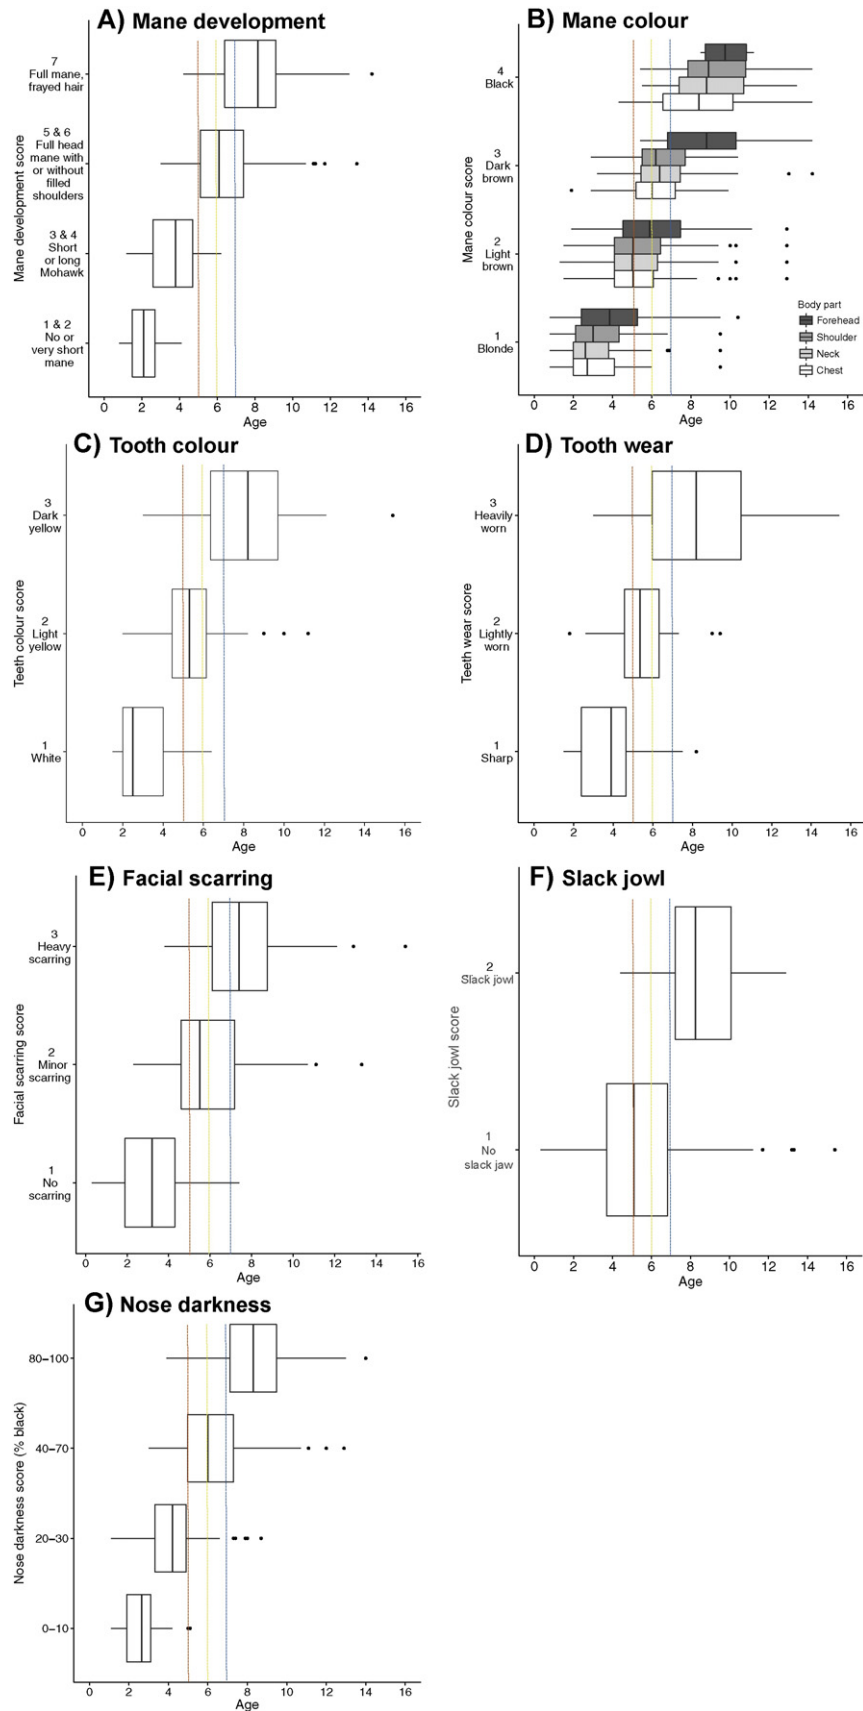 A) Mane development
Mane development score
7
Full mane,
frayed hair
5 & 6
Full head
mane with
or without
filled
shoulders
3 & 4
Short
or long
Mohawk
1 & 2
No or
very short
mane
0 2 4 6 8 10 12 14 16
Age
B) Mane colour
Mane colour score
4
Black
3
Dark
brown
2
Light
brown
1
Blonde
Body part
Forehead
Shoulder
Neck
Chest
0 2 4 6 8 10 12 14 16
Age
C) Tooth colour
Teeth colour score
3
Dark
yellow
2
Light
yellow
1
White
0 2 4 6 8 10 12 14 16
Age
D) Tooth wear
Teeth wear score
3
Heavily
worn
2
Lightly
worn
1
Sharp
0 2 4 6 8 10 12 14 16
Age
E) Facial scarring
Facial scarring score
3
Heavy
scarring
2
Minor
scarring
1
No
scarring
0 2 4 6 8 10 12 14 16
Age
F) Slack jowl
Slack jowl score
2
Slack jowl
1
No
slack jaw
0 2 4 6 8 10 12 14 16
Age
G) Nose darkness
Nose darkness score (% black)
80–100
40–70
20–30
0–10
0 2 4 6 8 10 12 14 16
Age